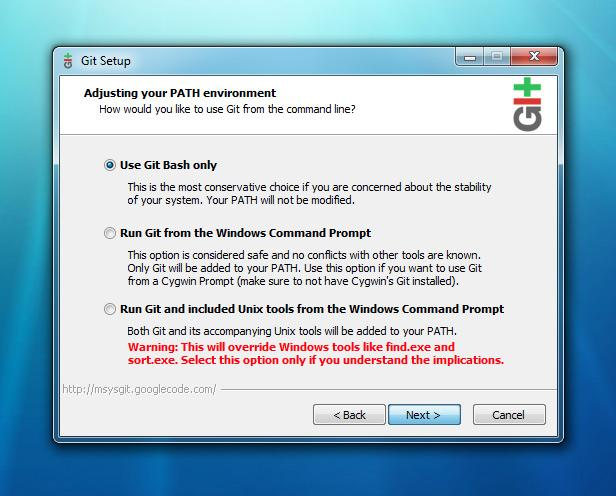 Git Setup
Adjusting your PATH environment
How would you like to use Git from the command line?
Git
Use Git Bash only
This is the most conservative choice if you are concerned about the stability
of your system. Your PATH will not be modified.
Run Git from the Windows Command Prompt
This option is considered safe and no conflicts with other tools are known.
Only Git will be added to your PATH. Use this option if you want to use Git
from a Cygwin Prompt (make sure to not have Cygwin's Git installed).
Run Git and included Unix tools from the Windows Command Prompt
Both Git and its accompanying Unix tools will be added to your PATH.
Warning: This will override Windows tools like find.exe and
sort.exe. Select this option only if you understand the implications.
http://msysgit.googlecode.com/
< Back
Next >
Cancel